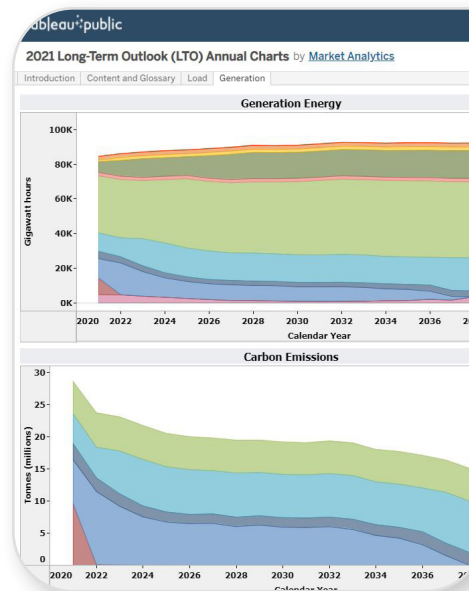 bleau public
2021 Long-Term Outlook (LTO) Annual Charts by Market Analytics
Introduction Content and Glossary Load Generation
Generation Energy
100K
80K
60K
40K
20K
0K
Gigawatt hours
2020 2022 2024 2026 2028 2030 2032 2034 2036
Calendar Year
Carbon Emissions
30
25
20
15
10
5
0
Tonnes (millions)
2020 2022 2024 2026 2028 2030 2032 2034 2036
Calendar Year